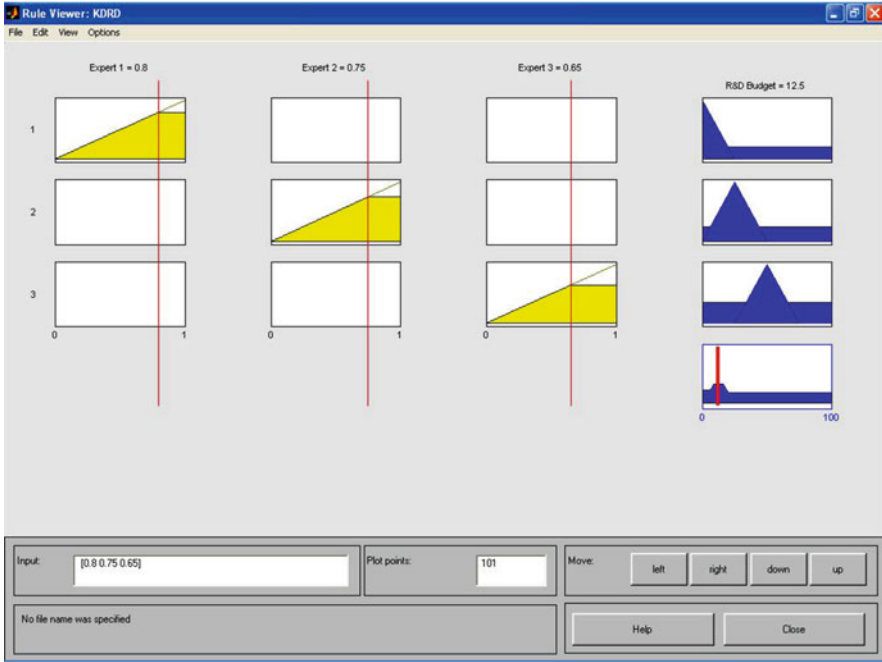 Rule Viewer: KDRD
File Edit View Options
Expert 1 = 0.8 Expert 2 = 0.75 Expert 3 = 0.65 R&D Budget = 12.5
1
2
3
0 1 0 1 0 1
0 100
Input: [0.8 0.75 0.65] Plot points: 101 Move: left right down up
No file name was specified Help Close